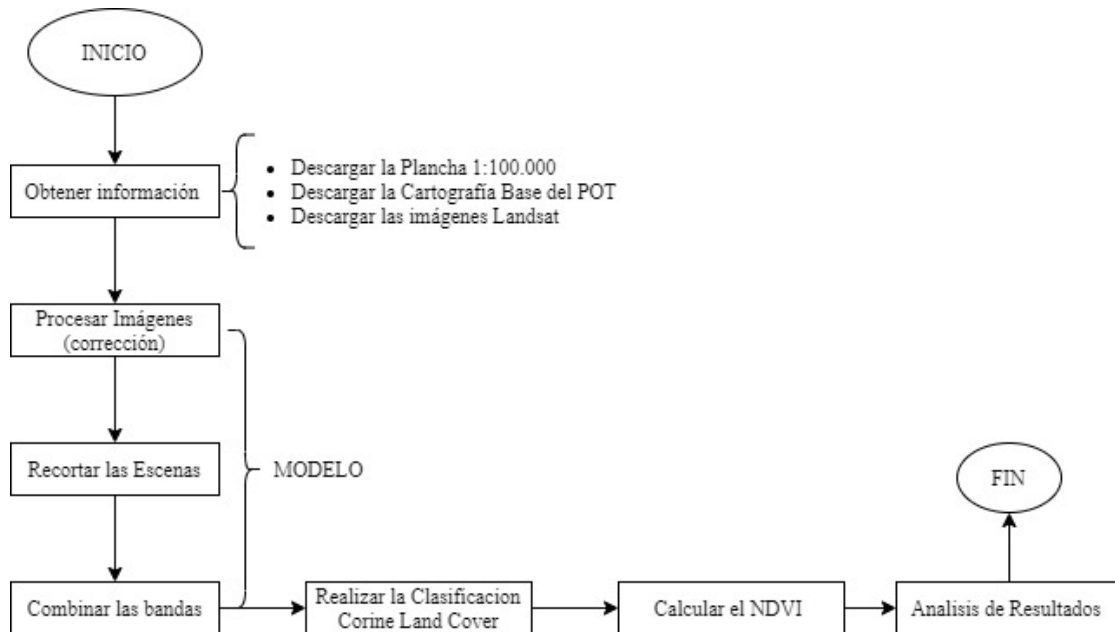 INICIO
Obtener información
• Descargar la Plancha 1:100.000
• Descargar la Cartografía Base del POT
• Descargar las imágenes Landsat
Procesar Imágenes
(corrección)
Recortar las Escenas
MODELO
FIN
Combinar las bandas
Realizar la Clasificacion
Corine Land Cover
Calcular el NDVI
Analisis de Resultados